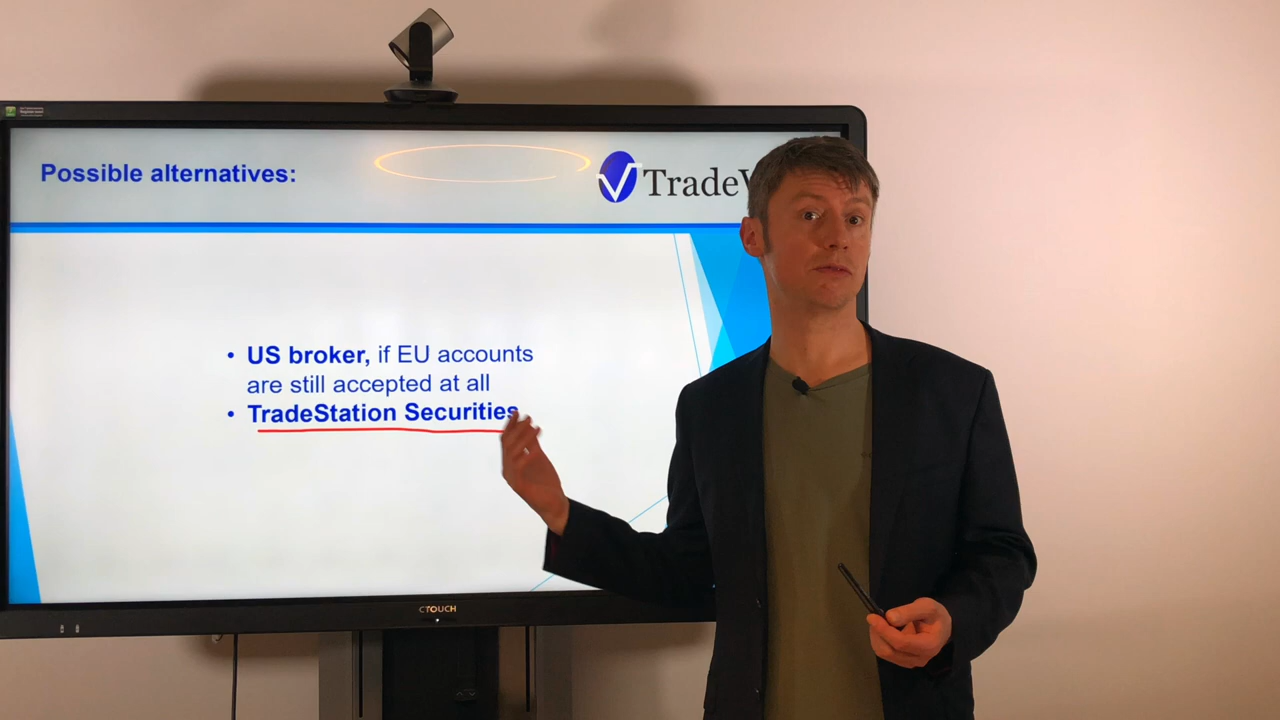 Possible alternatives:
TradeV
• US broker, if EU accounts
are still accepted at all
• TradeStation Securities
CTOUCH